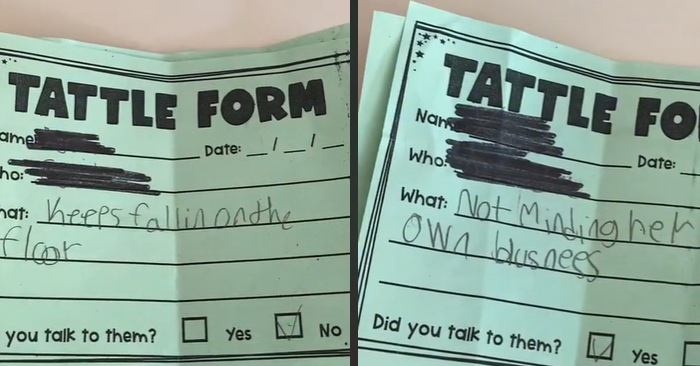 TATTLE FORM
ame
Date: _/_/_
ho:
hat: keeps fallin on the
floor
you talk to them? Yes No
TATTLE FO
Nam
Who:
Date:
What: Not Minding her
own busnees
Did you talk to them? Yes